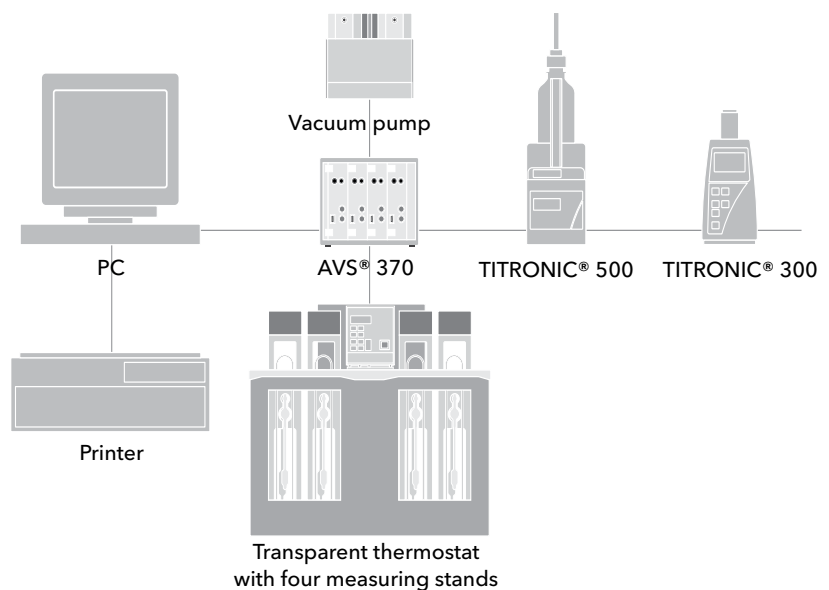 Vacuum pump
PC
AVS® 370
TITRONIC® 500
TITRONIC® 300
Printer
Transparent thermostat
with four measuring stands